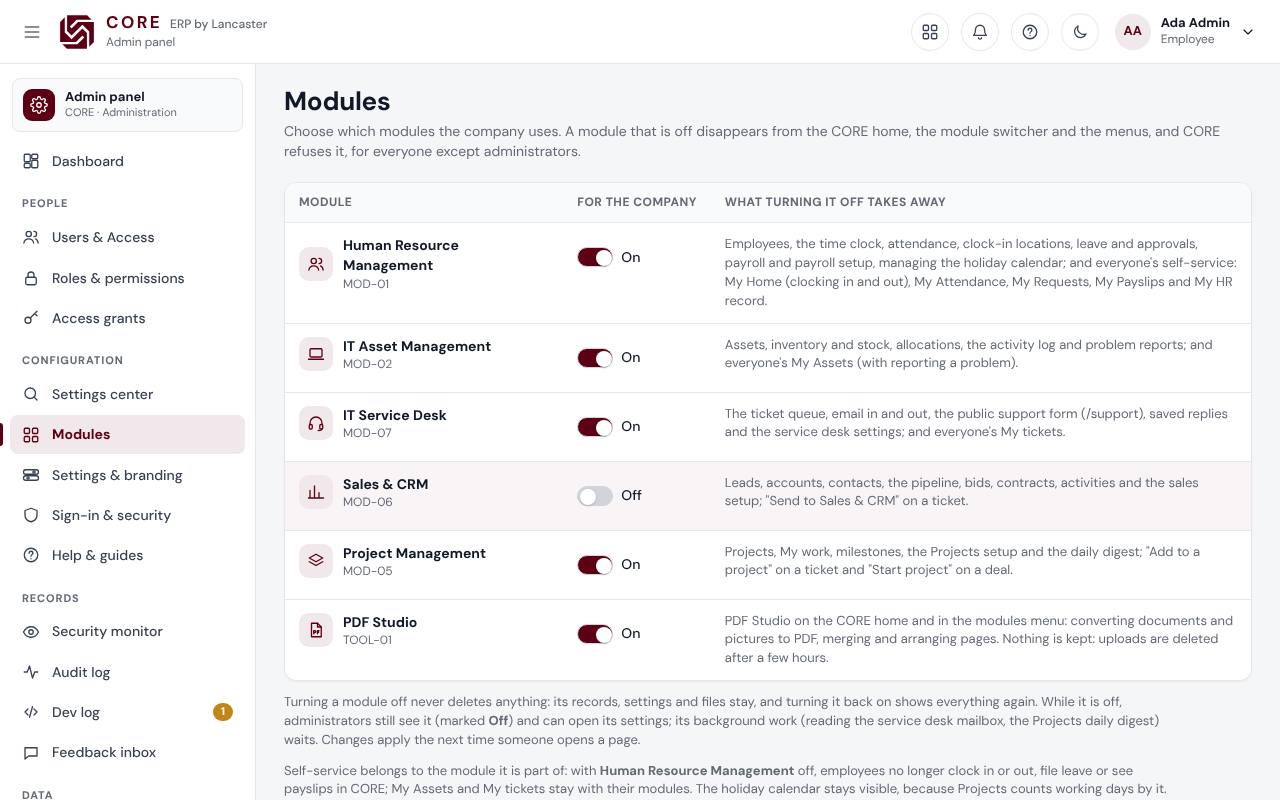 CORE ERP by Lancaster
Admin panel
AA
Ada Admin
Employee
Admin panel
CORE · Administration
Dashboard
PEOPLE
Users & Access
Roles & permissions
Access grants
CONFIGURATION
Settings center
Modules
Settings & branding
Sign-in & security
Help & guides
RECORDS
Security monitor
Audit log
Dev log 1
Feedback inbox
DATA
Modules
Choose which modules the company uses. A module that is off disappears from the CORE home, the module switcher and the menus, and CORE
refuses it, for everyone except administrators.
MODULE FOR THE COMPANY WHAT TURNING IT OFF TAKES AWAY
Human Resource
Management
MOD-01
On
Employees, the time clock, attendance, clock-in locations, leave and approvals,
payroll and payroll setup, managing the holiday calendar; and everyone's self-service:
My Home (clocking in and out), My Attendance, My Requests, My Payslips and My HR
record.
IT Asset Management
MOD-02
On
Assets, inventory and stock, allocations, the activity log and problem reports; and
everyone's My Assets (with reporting a problem).
IT Service Desk
MOD-07
On
The ticket queue, email in and out, the public support form (/support), saved replies
and the service desk settings; and everyone's My tickets.
Sales & CRM
MOD-06
Off
Leads, accounts, contacts, the pipeline, bids, contracts, activities and the sales
setup; "Send to Sales & CRM" on a ticket.
Project Management
MOD-05
On
Projects, My work, milestones, the Projects setup and the daily digest; "Add to a
project" on a ticket and "Start project" on a deal.
PDF Studio
TOOL-01
On
PDF Studio on the CORE home and in the modules menu: converting documents and
pictures to PDF, merging and arranging pages. Nothing is kept: uploads are deleted
after a few hours.
Turning a module off never deletes anything: its records, settings and files stay, and turning it back on shows everything again. While it is off,
administrators still see it (marked Off) and can open its settings; its background work (reading the service desk mailbox, the Projects daily digest)
waits. Changes apply the next time someone opens a page.
Self-service belongs to the module it is part of: with Human Resource Management off, employees no longer clock in or out, file leave or see
payslips in CORE; My Assets and My tickets stay with their modules. The holiday calendar stays visible, because Projects counts working days by it.